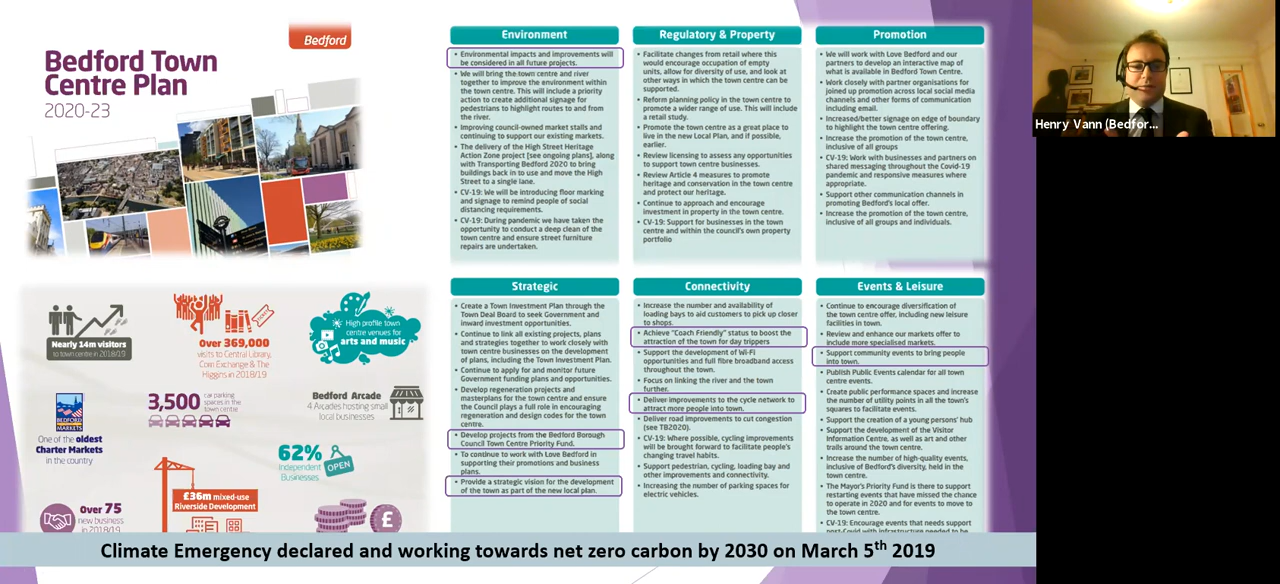 Bedford
Bedford Town
Centre Plan
2020-23
Nearly 14m visitors
to town centre in 2018/19
Over 369,000
visits to Central Library,
Corn Exchange & The
Higgins in 2018/19
High profile town
centre venues for
arts and music
BEDFORD
MARKETS
One of the oldest
Charter Markets
in the country
3,500 car parking
spaces in the
town centre
Bedford Arcade
4 Arcades hosting small
local businesses
62%
Independent
Businesses
OPEN
TICKET
£36m mixed-use
Riverside Development
Over 75
new business
in 2018/19
£
Environment
• Environmental impacts and improvements will
be considered in all future projects.
• We will bring the town centre and river
together to improve the environment within
the town centre. This will include a priority
action to create additional signage for
pedestrians to highlight routes to and from
the river.
• Improving council-owned market stalls and
continuing to support our existing markets.
• The delivery of the High Street Heritage
Action Zone project [see ongoing plans], along
with Transporting Bedford 2020 to bring
buildings back in to use and move the High
Street to a single lane.
• CV-19: We will be introducing floor marking
and signage to remind people of social
distancing requirements.
• CV-19: During pandemic we have taken the
opportunity to conduct a deep clean of the
town centre and ensure street furniture
repairs are undertaken.
Regulatory & Property
• Facilitate changes from retail where this
would encourage occupation of empty
units, allow for diversity of use, and look at
other ways in which the town centre can be
supported.
• Reform planning policy in the town centre to
promote a wider range of use. This will include
a retail study.
• Promote the town centre as a great place to
live in the new Local Plan, and if possible,
earlier.
• Review licensing to assess any opportunities
to support town centre businesses.
• Review Article 4 measures to promote
heritage and conservation in the town centre
and protect our heritage.
• Continue to approach and encourage
investment in property in the town centre.
• CV-19: Support for businesses in the town
centre and within the council's own property
portfolio
Promotion
• We will work with Love Bedford and our
partners to develop an interactive map of
what is available in Bedford Town Centre.
• Work closely with partner organisations for
joined up promotion across local social media
channels and other forms of communication
including email.
• Increased/better signage on edge of boundary
to highlight the town centre offering.
• Increase the promotion of the town centre,
inclusive of all groups
• CV-19: Work with businesses and partners on
shared messaging throughout the Covid-19
pandemic and responsive measures where
appropriate.
• Support other communication channels in
promoting Bedford's local offer.
• Increase the promotion of the town centre,
inclusive of all groups and individuals.
Strategic
• Create a Town Investment Plan through the
Town Deal Board to seek Government and
inward investment opportunities.
• Continue to link all existing projects, plans
and strategies together to work closely with
town centre businesses on the development
of plans, including the Town Investment Plan.
• Continue to apply for and monitor future
Government funding plans and opportunities.
• Develop regeneration projects and
masterplans for the town centre and ensure
the Council plays a full role in encouraging
regeneration and design codes for the town
centre.
• Develop projects from the Bedford Borough
Council Town Centre Priority Fund.
• To continue to work with Love Bedford in
supporting their promotions and business
plans.
• Provide a strategic vision for the development
of the town as part of the new local plan.
Connectivity
• Increase the number and availability of
loading bays to aid customers to pick up closer
to shops.
• Achieve "Coach Friendly" status to boost the
attraction of the town for day trippers
• Support the development of Wi-Fi
opportunities and full fibre broadband access
throughout the town.
• Focus on linking the river and the town
further.
• Deliver improvements to the cycle network to
attract more people into town.
• Deliver road improvements to cut congestion
(see TB2020).
• CV-19: Where possible, cycling improvements
will be brought forward to facilitate people's
changing travel habits.
• Support pedestrian, cycling, loading bay and
other improvements and connectivity.
• Increasing the number of parking spaces for
electric vehicles.
Events & Leisure
• Continue to encourage diversification of
the town centre offer, including new leisure
facilities in town.
• Review and enhance our markets offer to
include more specialised markets.
• Support community events to bring people
into town.
• Publish Public Events calendar for all town
centre events.
• Create public performance spaces and increase
the number of utility points in all the town's
squares to facilitate events.
• Support the creation of a young persons' hub
• Support the development of the Visitor
Information Centre, as well as art and other
trails around the town centre.
• Increase the number of high-quality events,
inclusive of Bedford's diversity, held in the
town centre.
• The Mayor's Priority Fund is there to support
restarting events that have missed the chance
to operate in 2020 and for events to move to
the town centre.
• CV-19: Encourage events that needs support
post-Covid with infrastructure needed to be
Climate Emergency declared and working towards net zero carbon by 2030 on March 5th 2019
Henry Vann (Bedfor...